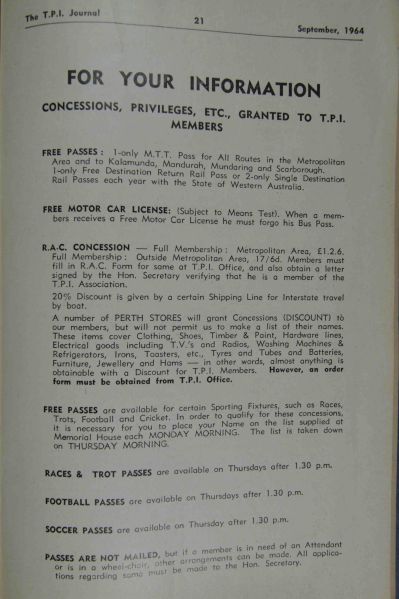 The T.P.I. Journal
21
September, 1964
FOR YOUR INFORMATION
CONCESSIONS, PRIVILEGES, ETC., GRANTED TO T.P.I.
MEMBERS
FREE PASSES : 1-only M.T.T. Pass for All Routes in the Metropolitan
Area and to Kalamunda, Mandurah, Mundaring and Scarborough.
1-only Free Destination Return Rail Pass or 2-only Single Destination
Rail Passes each year with the State of Western Australia.
FREE MOTOR CAR LICENSE: (Subject to Means Test). When a mem-
bers receives a Free Motor Car License he must forgo his Bus Pass.
R.A.C. CONCESSION — Full Membership : Metropolitan Area, £1.2.6.
Full Membership : Outside Metropolitan Area, 17/6d. Members must
fill in R.A.C. Form for same at T.P.I. Office, and also obtain a letter
signed by the Hon. Secretary verifying that he is a member of the
T.P.I. Association.
20% Discount is given by a certain Shipping Line for Interstate travel
by boat.
A number of PERTH STORES will grant Concessions (DISCOUNT) to
our members, but will not permit us to make a list of their names.
These items cover Clothing, Shoes, Timber & Paint, Hardware lines,
Electrical goods including T.V.'s and Radios, Washing Machines &
Refrigerators, Irons, Toasters, etc., Tyres and Tubes and Batteries,
Furniture, Jewellery and Hams — in other words, almost anything is
obtainable with a Discount for T.P.I. Members. However, an order
form must be obtained from T.P.I. Office.
FREE PASSES are available for certain Sporting Fixtures, such as Races,
Trots, Football and Cricket. In order to qualify for these concessions,
it is necessary for you to place your Name on the list supplied at
Memorial House each MONDAY MORNING. The list is taken down
on THURSDAY MORNING.
RACES & TROT PASSES are available on Thursdays after 1.30 p.m.
FOOTBALL PASSES are available on Thursdays after 1.30 p.m.
SOCCER PASSES are available on Thursday after 1.30 p.m.
PASSES ARE NOT MAILED, but if a member is in need of an Attendant
or is in a wheel-chair, other arrangements can be made. All applica-
tions regarding same must be made to the Hon. Secretary.